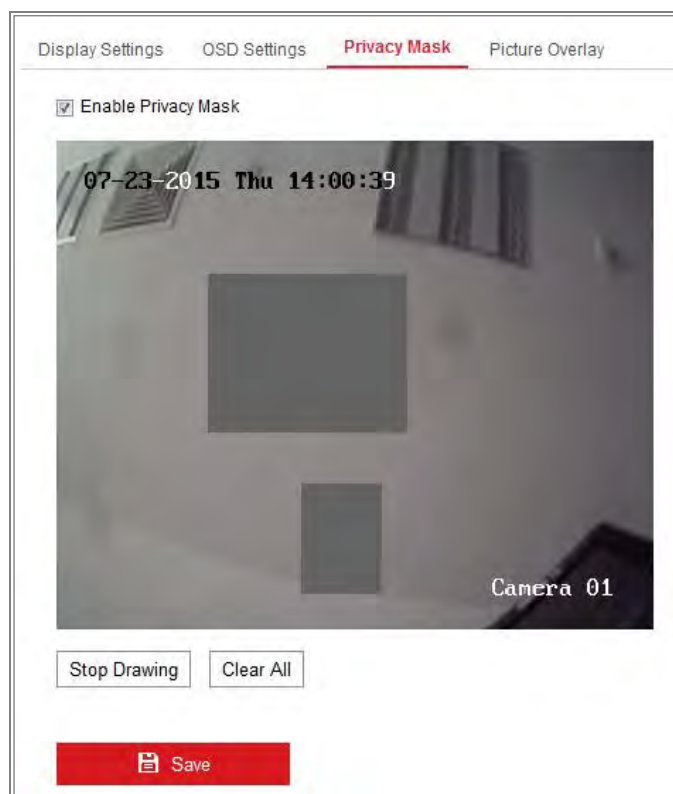 Display Settings OSD Settings Privacy Mask Picture Overlay
Enable Privacy Mask
07-23-2015 Thu 14:00:39
Camera 01
Stop Drawing Clear All
Save